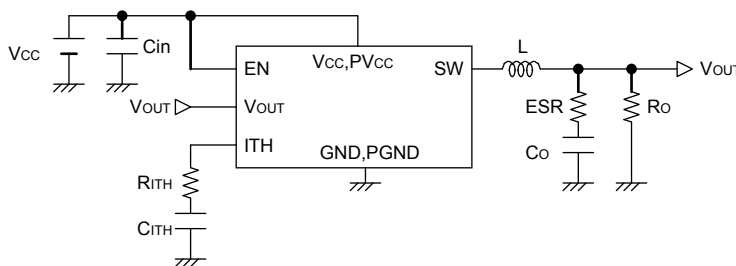 VCC
Cin
EN
VCC,PVCC
SW
L
VOUT
VOUT
VOUT
ITH
GND,PGND
ESR
RO
CO
RITH
CITH